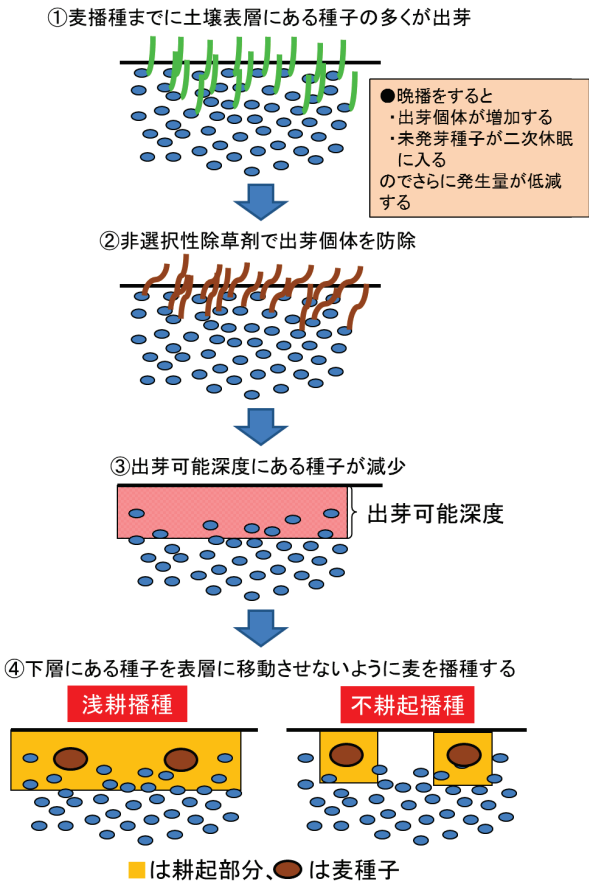 ①麦播種までに土壌表層にある種子の多くが出芽
●晩播をすると
・出芽個体が増加する
・未発芽種子が二次休眠
に入る
のでさらに発生量が低減
する
②非選択性除草剤で出芽個体を防除
③出芽可能深度にある種子が減少
出芽可能深度
④下層にある種子を表層に移動させないように麦を播種する
浅耕播種
不耕起播種
は耕起部分、は麦種子